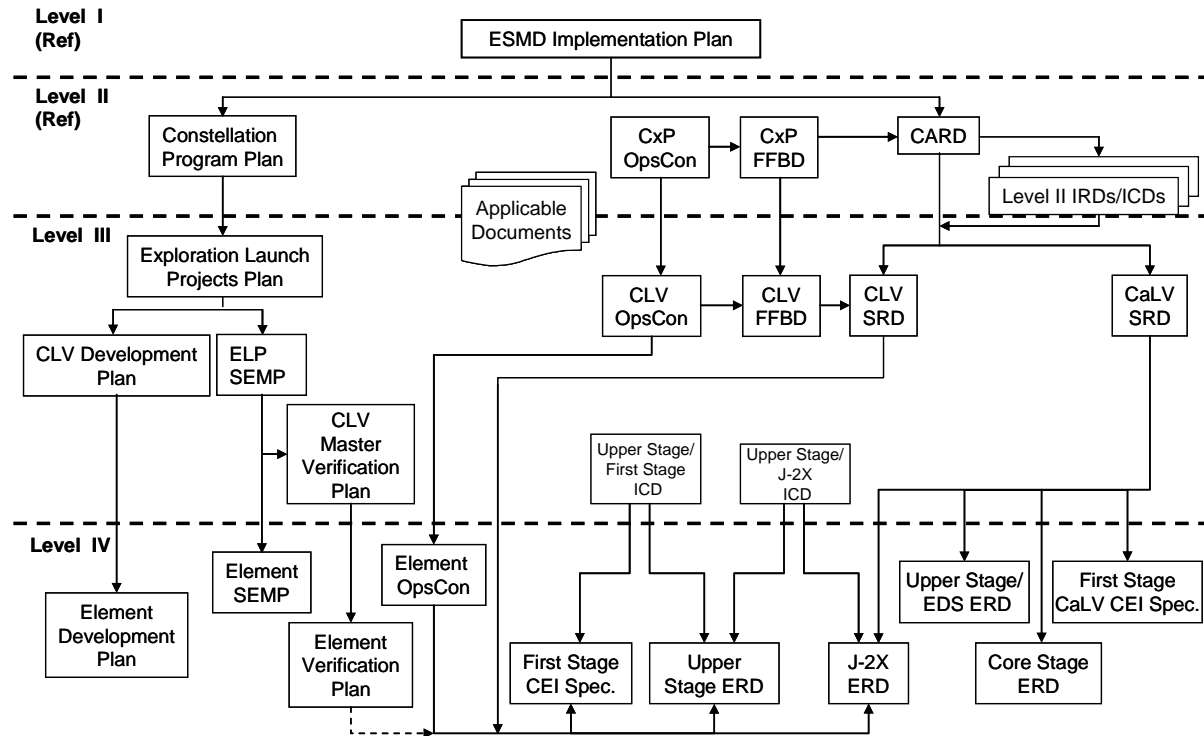 Level I
(Ref)
ESMD Implementation Plan
Level II
(Ref)
Constellation
Program Plan
CxP
OpsCon
CxP
FFBD
CARD
Level II IRDs/ICDs
Applicable
Documents
Level III
Exploration Launch
Projects Plan
CLV
OpsCon
CLV
FFBD
CLV
SRD
CaLV
SRD
CLV Development
Plan
ELP
SEMP
CLV
Master
Verification
Plan
Upper Stage/
First Stage
ICD
Upper Stage/
J-2X
ICD
Level IV
Element
SEMP
Element
OpsCon
Upper Stage/
EDS ERD
First Stage
CaLV CEI Spec.
Element
Development
Plan
Element
Verification
Plan
First Stage
CEI Spec.
Upper
Stage ERD
J-2X
ERD
Core Stage
ERD